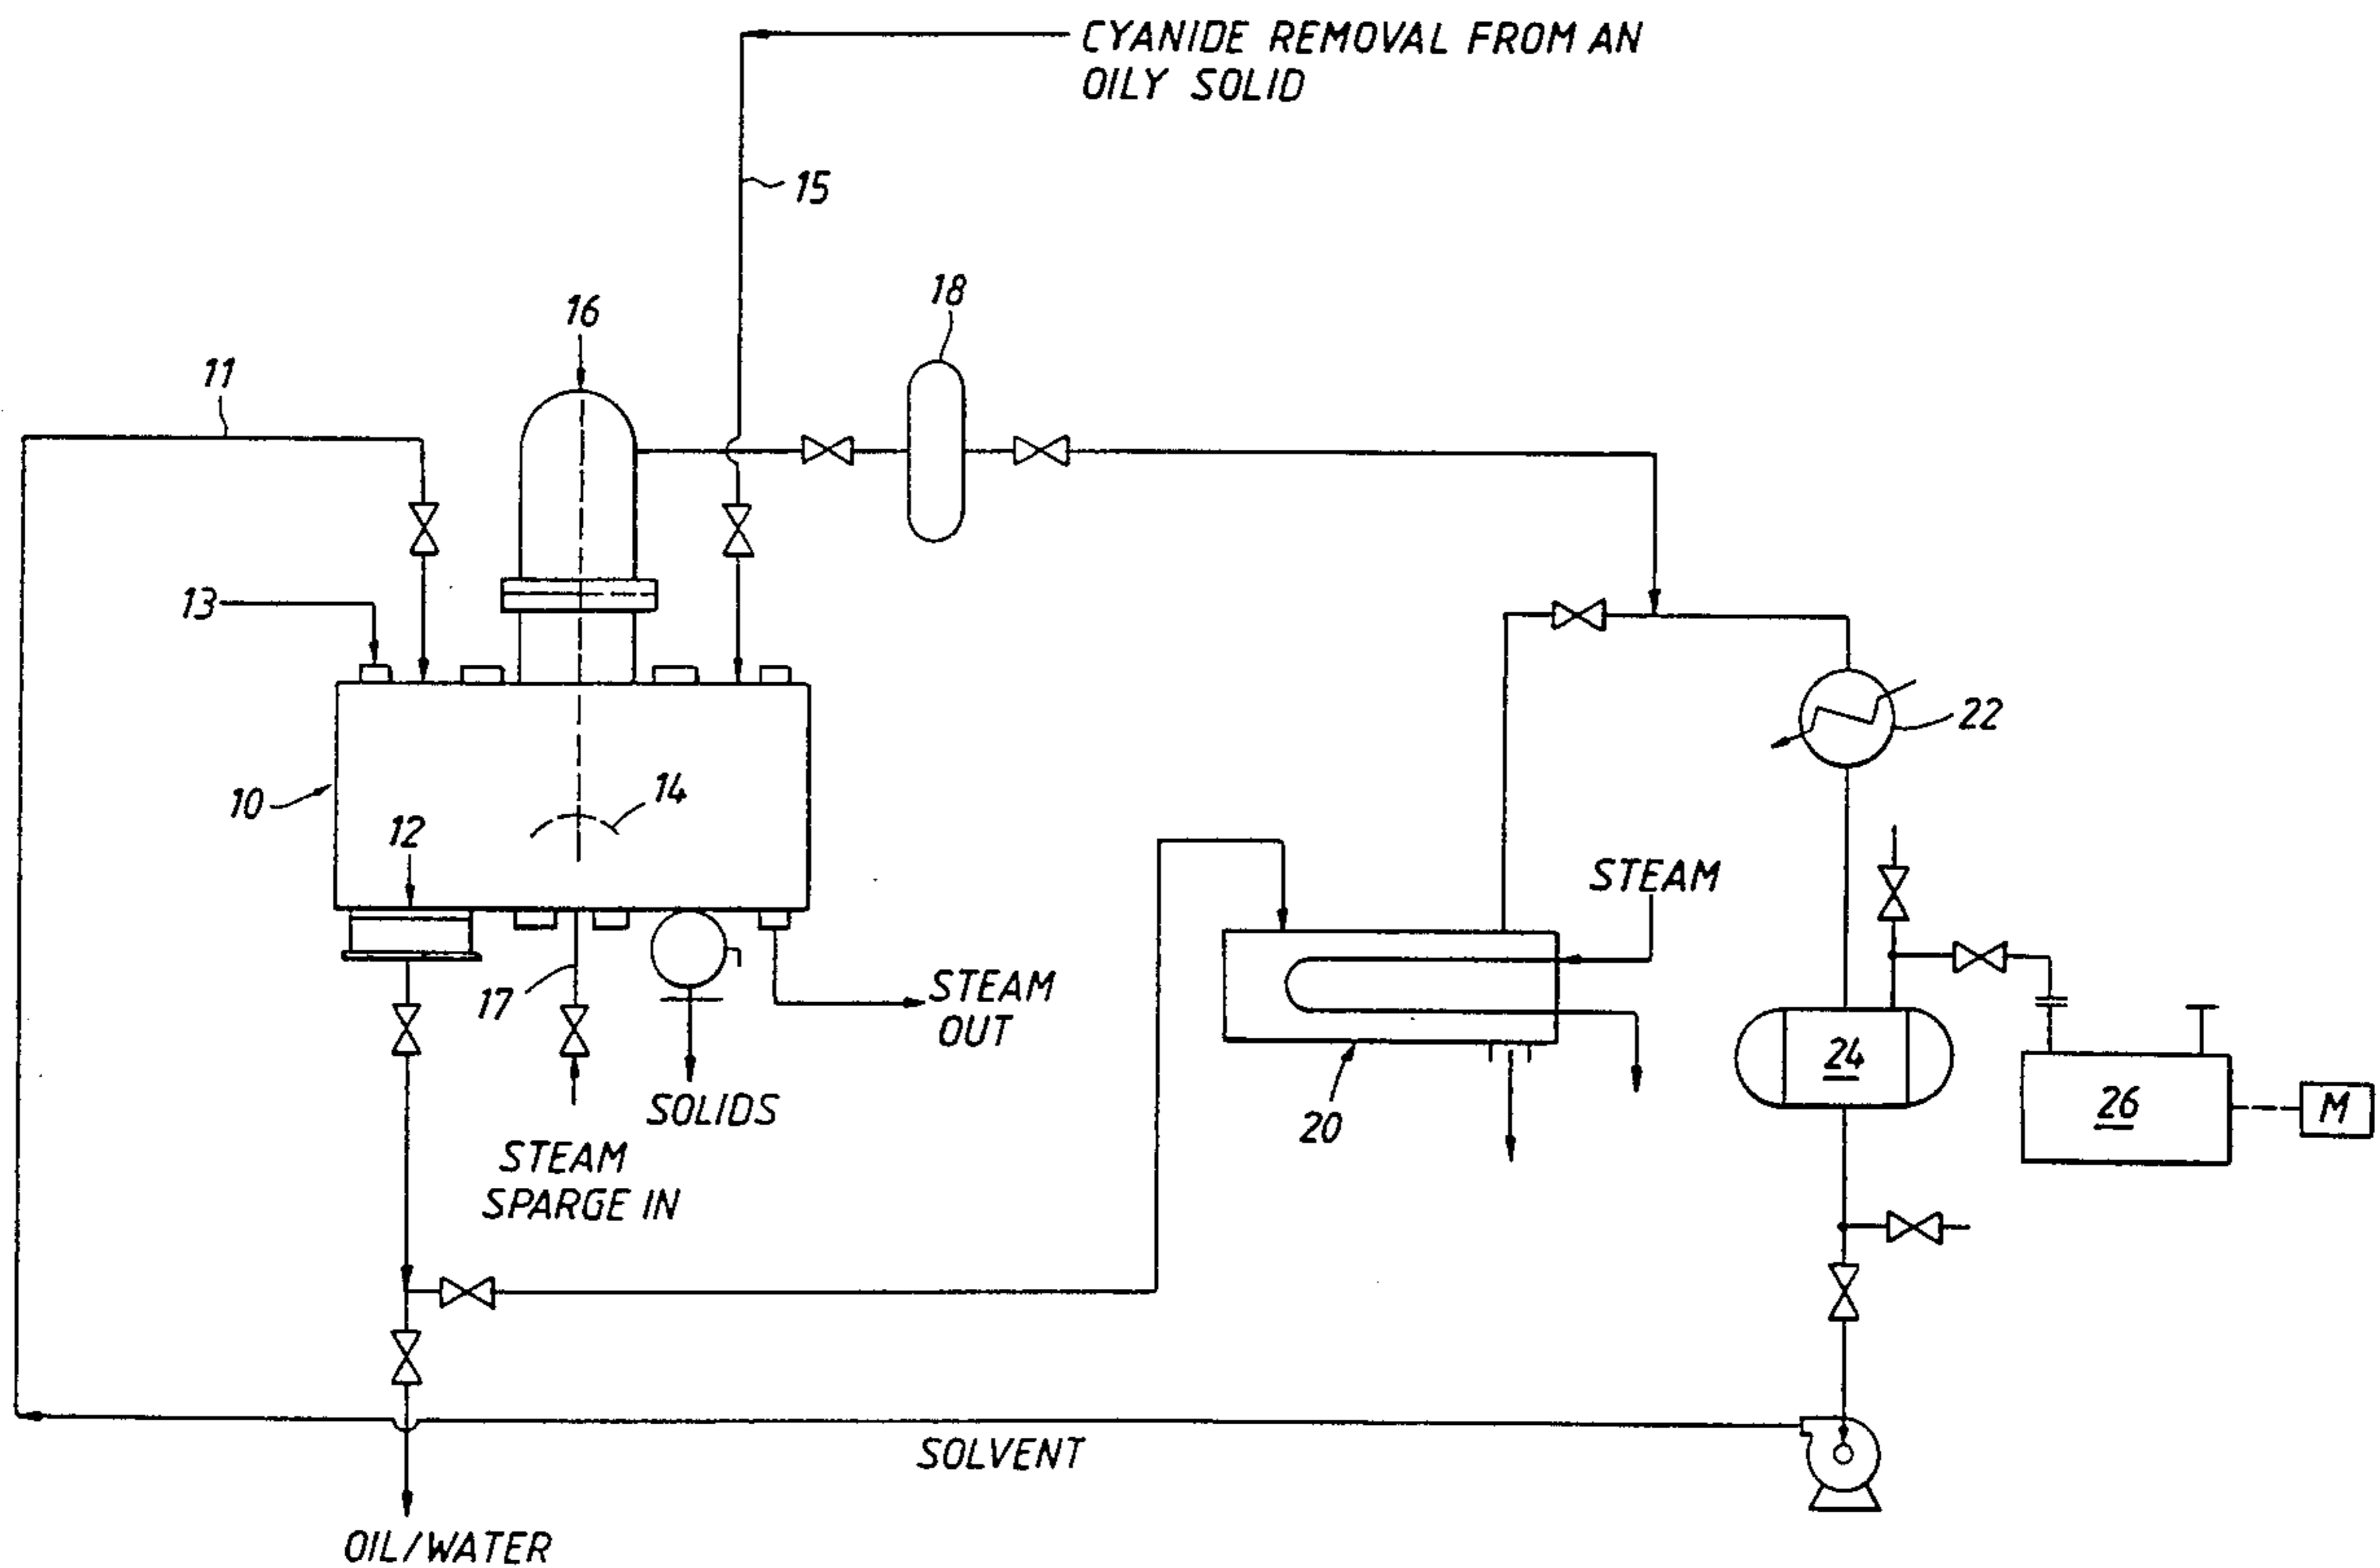 CYANIDE REMOVAL FROM AN
OILY SOLID
15
18
16
11
13
22
14
10
12
STEAM
17
STEAM
OUT
24
26
M
SOLIDS
20
STEAM
SPARGE IN
SOLVENT
OIL/WATER